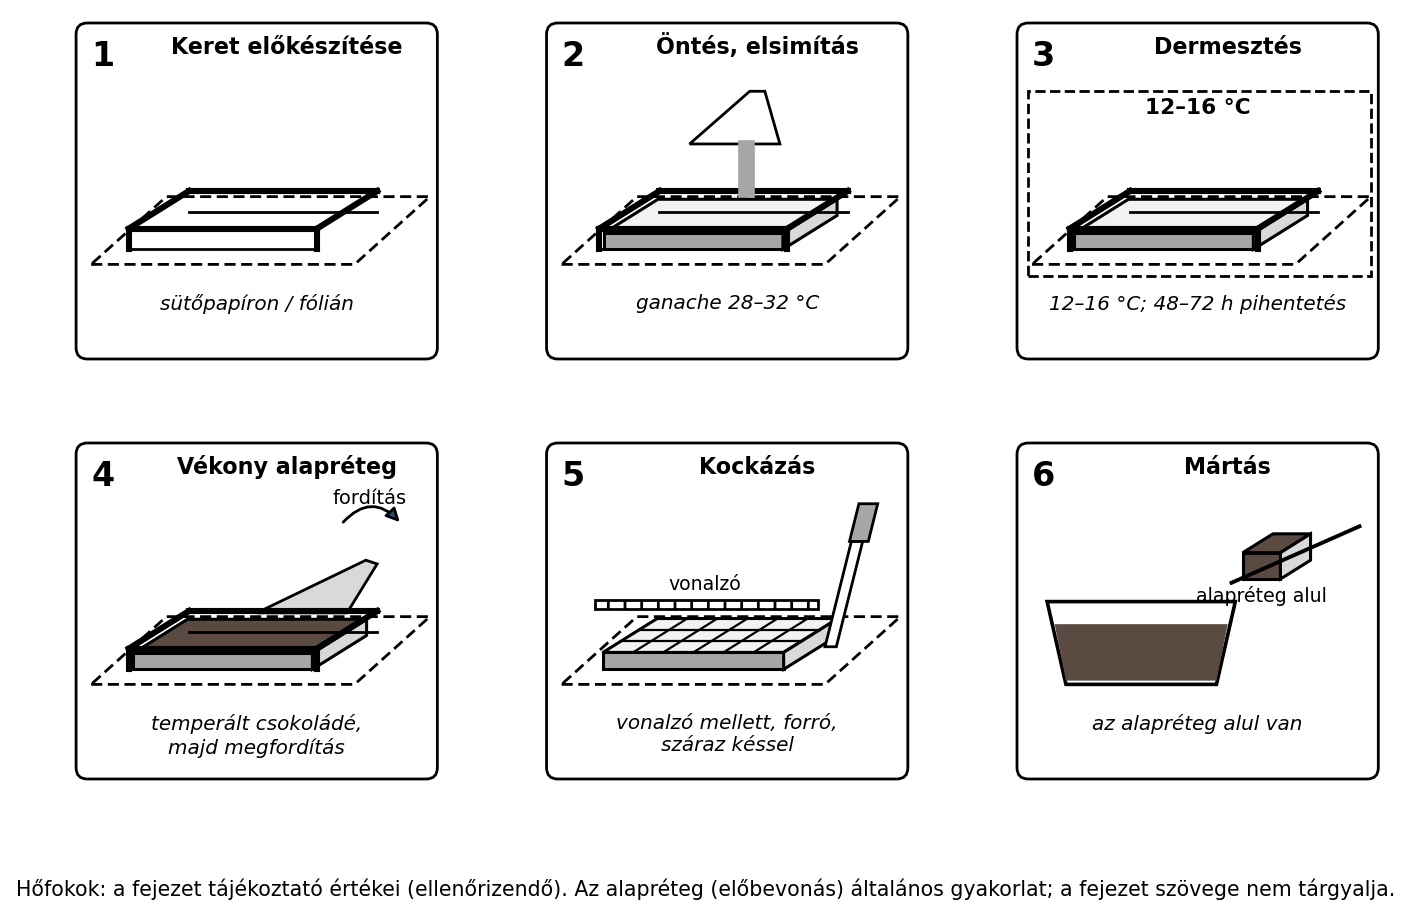 1 Keret előkészítése
sütőpapíron / fólián
2 Öntés, elsimítás
ganache 28–32 °C
3 Dermesztés
12–16 °C
12–16 °C; 48–72 h pihentetés
4 Vékony alapréteg
fordítás
temperált csokoládé,
majd megfordítás
5 Kockázás
vonalzó
vonalzó mellett, forró,
száraz késsel
6 Mártás
alapréteg alul
az alapréteg alul van
Hőfokok: a fejezet tájékoztató értékei (ellenőrizendő). Az alapréteg (előbevonás) általános gyakorlat; a fejezet szövege nem tárgyalja.